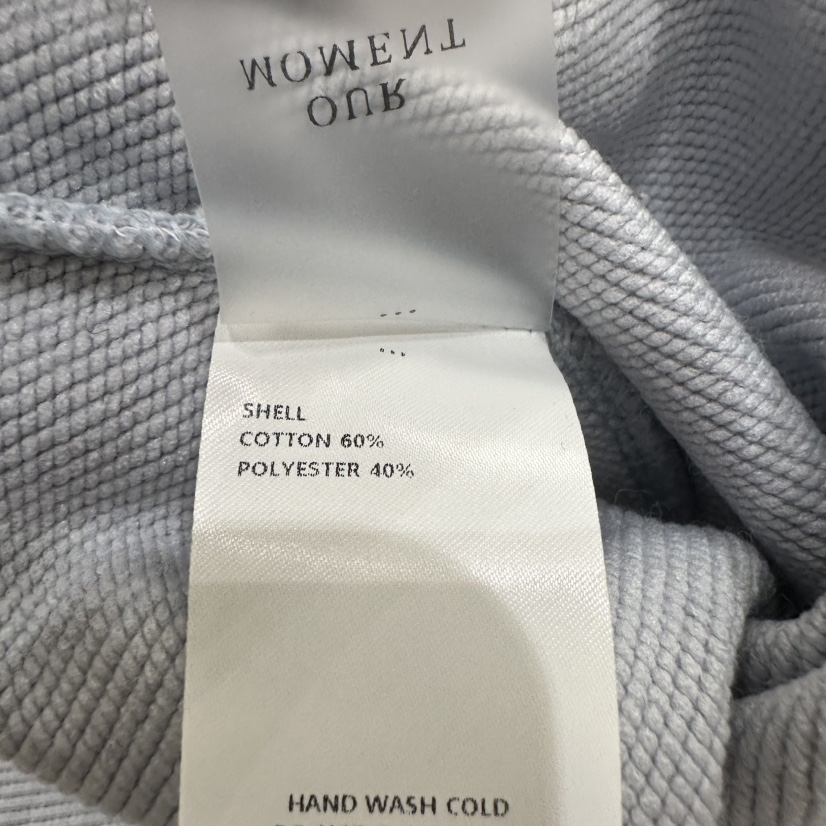 OUR
MOMENT
SHELL
COTTON 60%
POLYESTER 40%
HAND WASH COLD